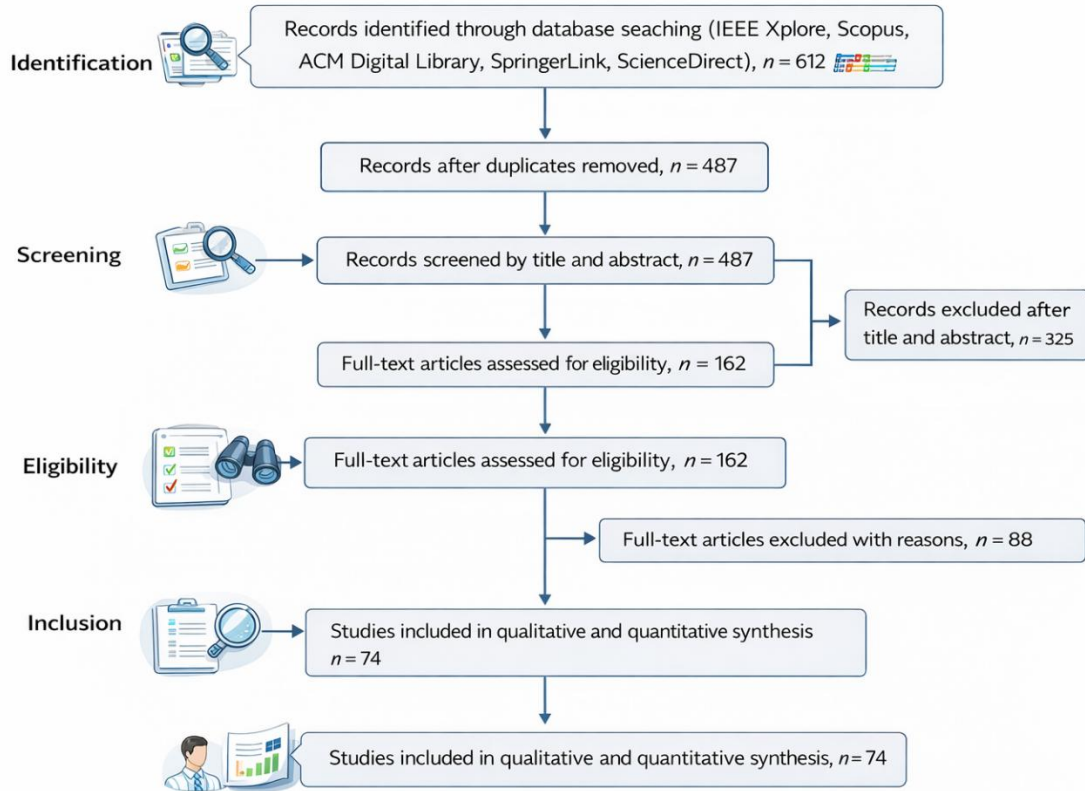 Identification
Records identified through database seaching (IEEE Xplore, Scopus,
ACM Digital Library, SpringerLink, ScienceDirect), n = 612
Records after duplicates removed, n = 487
Screening
Records screened by title and abstract, n = 487
Records excluded after
title and abstract, n = 325
Full-text articles assessed for eligibility, n = 162
Eligibility
Full-text articles assessed for eligibility, n = 162
Full-text articles excluded with reasons, n = 88
Inclusion
Studies included in qualitative and quantitative synthesis
n = 74
Studies included in qualitative and quantitative synthesis, n = 74